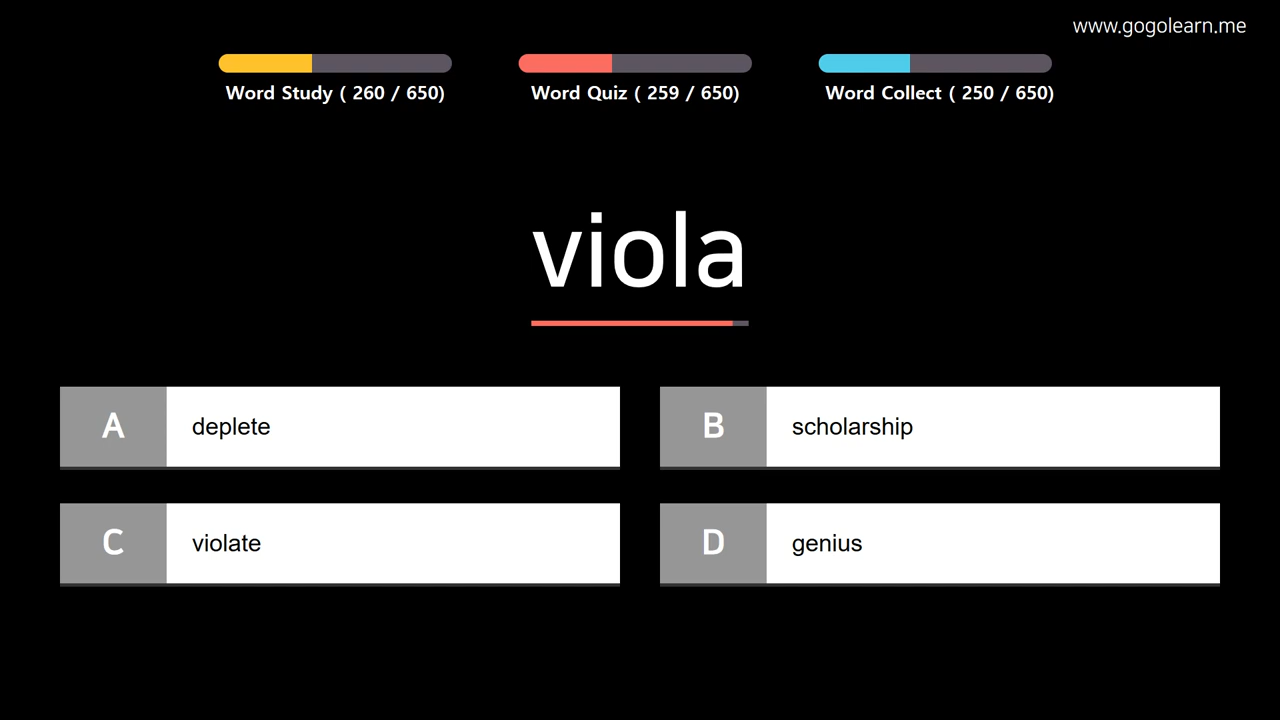 www.gogolearn.me
Word Study ( 260 / 650)
Word Quiz ( 259 / 650)
Word Collect ( 250 / 650)
viola
A deplete
B scholarship
C violate
D genius